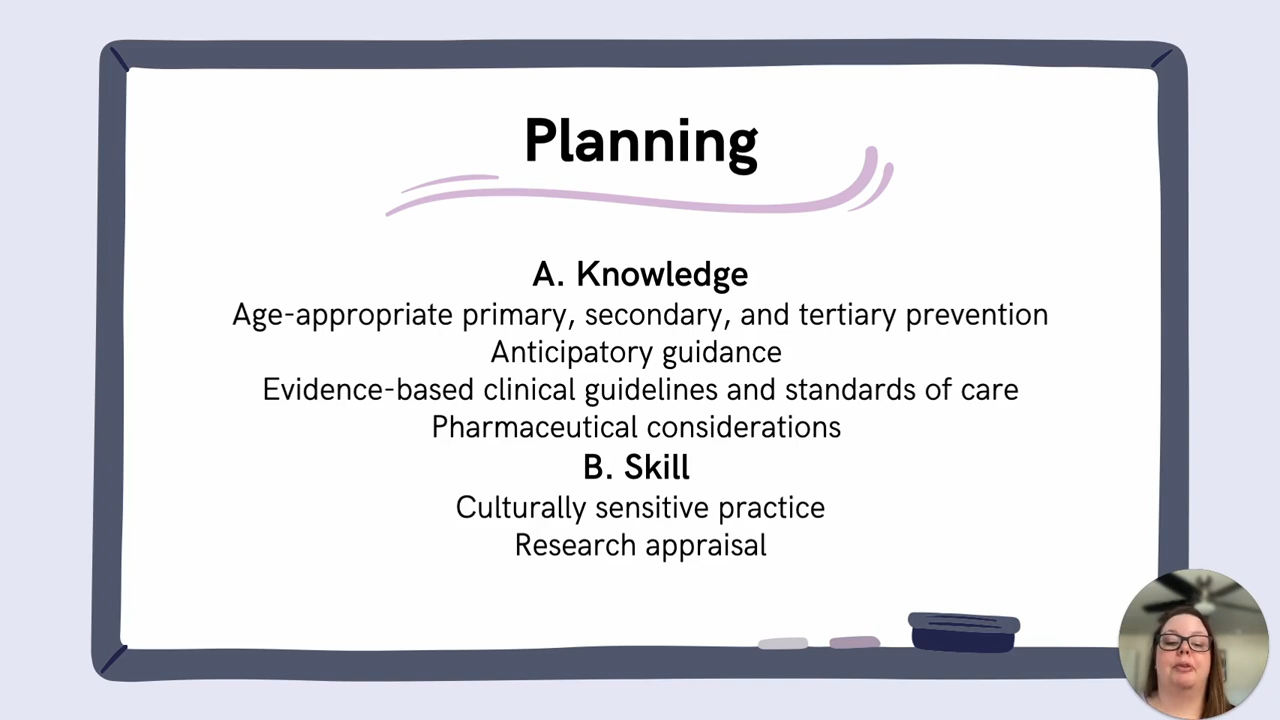 Planning
A. Knowledge
Age-appropriate primary, secondary, and tertiary prevention
Anticipatory guidance
Evidence-based clinical guidelines and standards of care
Pharmaceutical considerations
B. Skill
Culturally sensitive practice
Research appraisal